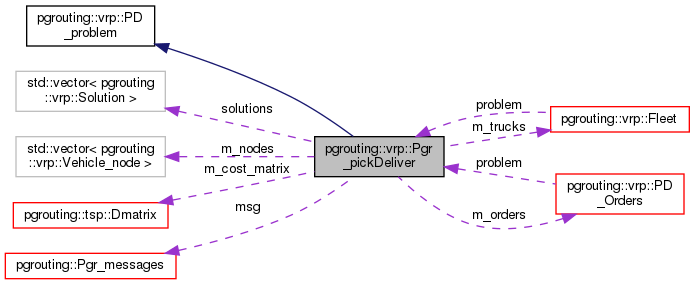 pgrouting::vrp::PD
_problem
std::vector< pgrouting
::vrp::Solution >
solutions
std::vector< pgrouting
::vrp::Vehicle_node >
m_nodes
m_cost_matrix
pgrouting::tsp::Dmatrix
msg
pgrouting::Pgr_messages
pgrouting::vrp::Pgr
_pickDeliver
problem
m_trucks
pgrouting::vrp::Fleet
problem
pgrouting::vrp::PD
_Orders
m_orders